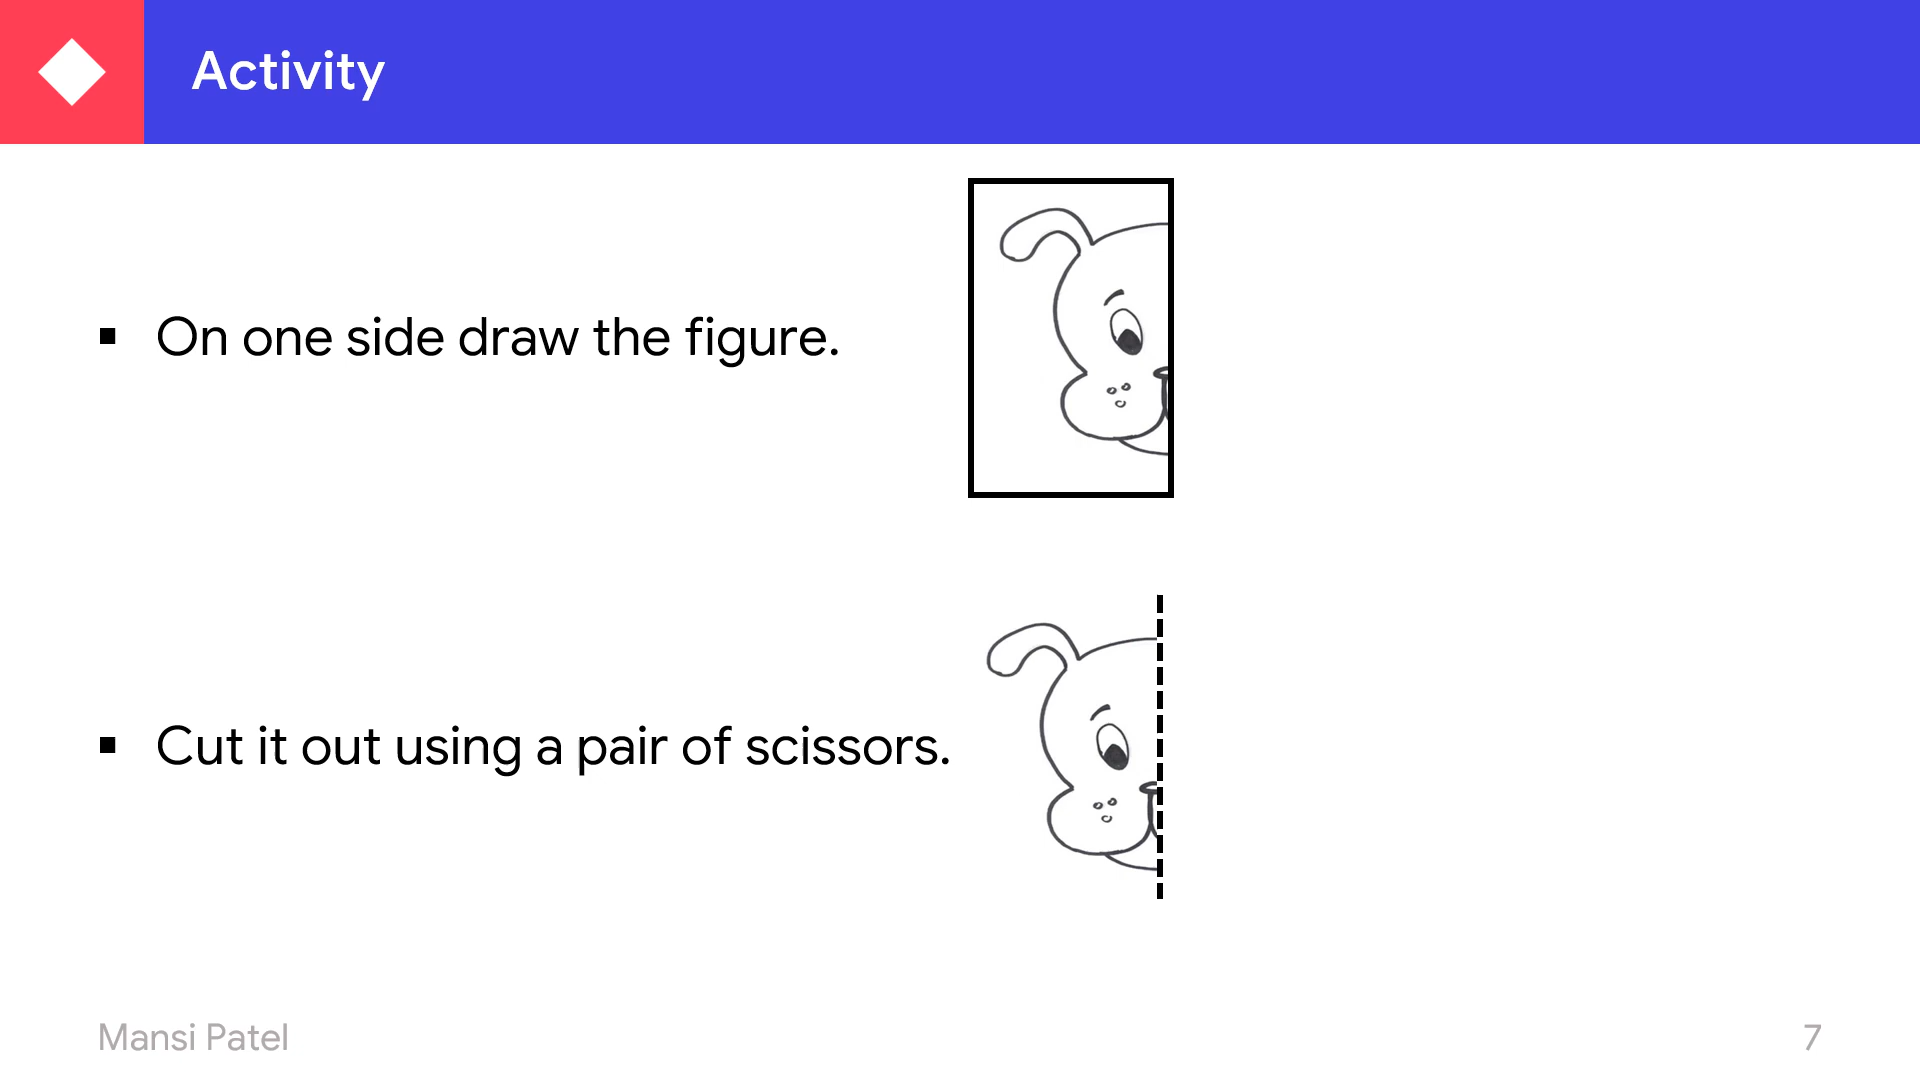 Activity
▪ On one side draw the figure.
▪ Cut it out using a pair of scissors.
Mansi Patel
7